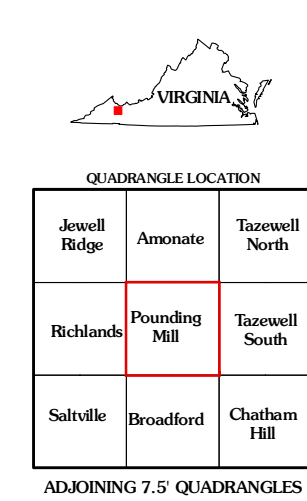 VIRGINIA
QUADRANGLE LOCATION
Jewell
Ridge
Amonate
Tazewell
North
Richlands
Pounding
Mill
Tazewell
South
Saltville
Broadford
Chatham
Hill
ADJOINING 7.5' QUADRANGLES